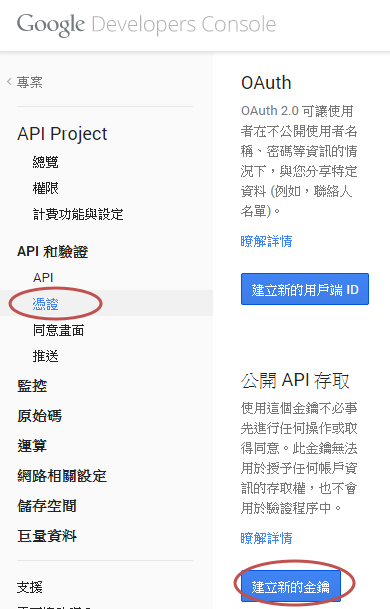 Google Developers Console
‹ 專案
API Project
總覽
權限
計費功能與設定
API 和驗證
API
憑證
同意畫面
推送
監控
原始碼
運算
網路相關設定
儲存空間
巨量資料
支援
OAuth
OAuth 2.0 可讓使用
者在不公開使用者名
稱、密碼等資訊的情
況下，與您分享特定
資料 (例如，聯絡人
名單)。
瞭解詳情
建立新的用戶端 ID
公開 API 存取
使用這個金鑰不必事
先進行任何操作或取
得同意。此金鑰無法
用於授予任何帳戶資
訊的存取權，也不會
用於驗證程序中。
瞭解詳情
建立新的金鑰